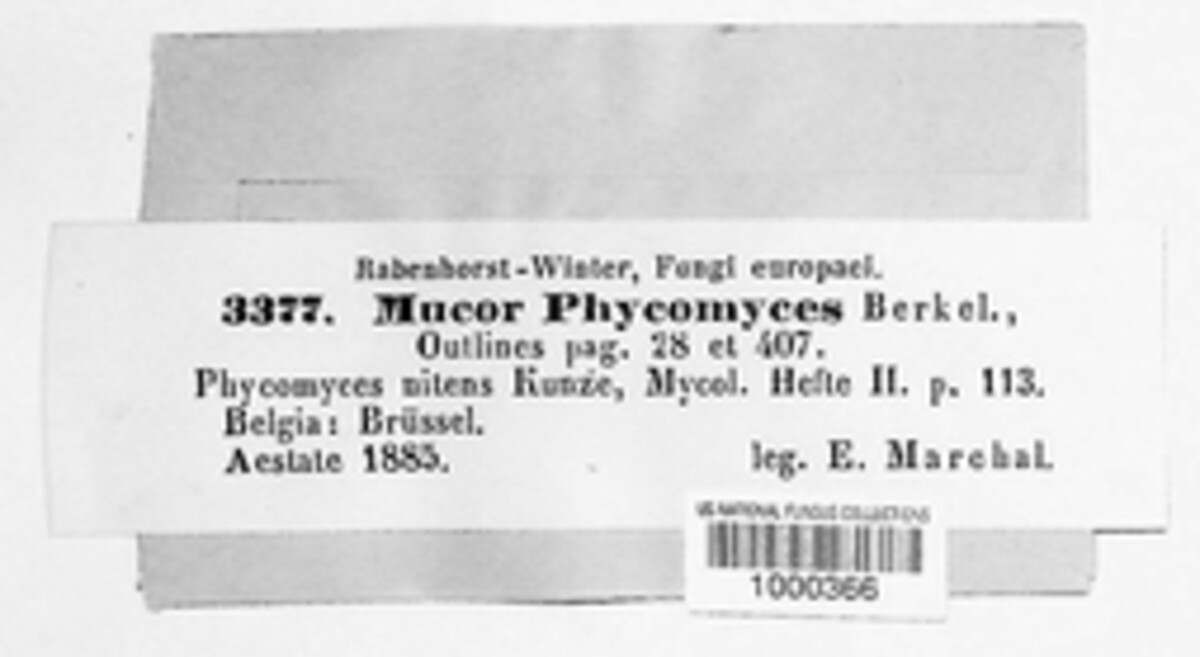 Rabenhorst-Winter, Fungi europaei.
3377. Mucor Phycomyces Berkel.,
Outlines pag. 28 et 407.
Phycomyces nitens Kunze, Mycol. Hefte II. p. 113.
Belgia: Brüssel.
Aestate 1885.
leg. E. Marchal.
US NATIONAL FUNGUS COLLECTIONS
1000366